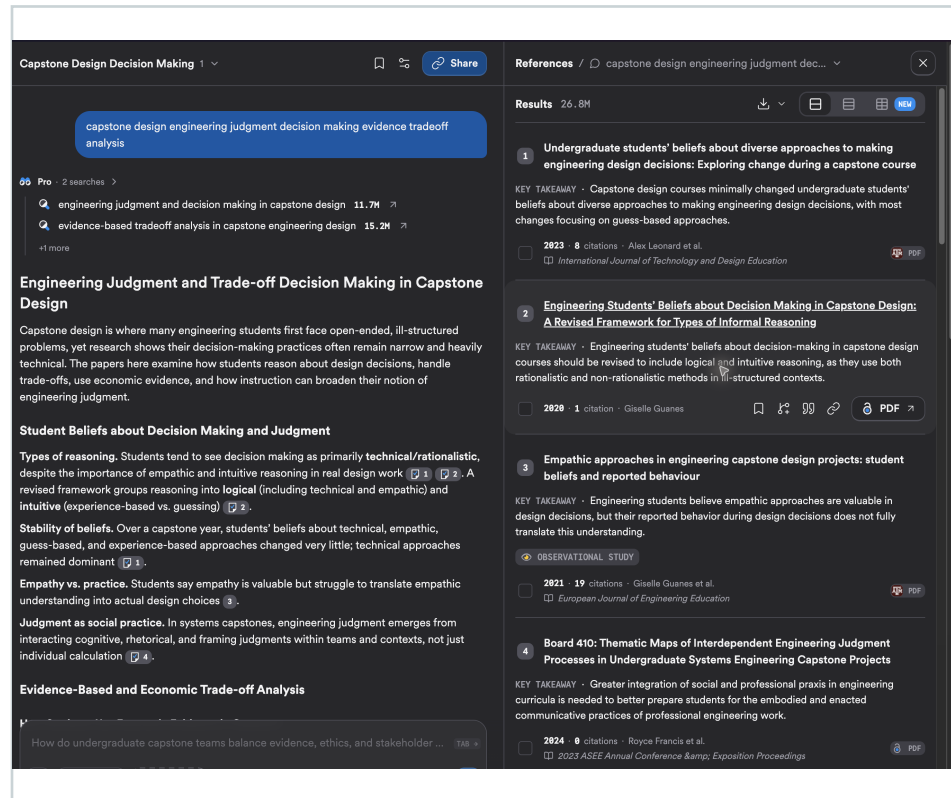 Capstone Design Decision Making 1
Share
capstone design engineering judgment decision making evidence tradeoff
analysis
Pro · 2 searches
engineering judgment and decision making in capstone design 11.7M
evidence-based tradeoff analysis in capstone engineering design 15.2M
+1 more
Engineering Judgment and Trade-off Decision Making in Capstone
Design
Capstone design is where many engineering students first face open-ended, ill-structured
problems, yet research shows their decision-making practices often remain narrow and heavily
technical. The papers here examine how students reason about design decisions, handle
trade-offs, use economic evidence, and how instruction can broaden their notion of
engineering judgment.
Student Beliefs about Decision Making and Judgment
Types of reasoning. Students tend to see decision making as primarily technical/rationalistic,
despite the importance of empathic and intuitive reasoning in real design work 1 2. A
revised framework groups reasoning into logical (including technical and empathic) and
intuitive (experience-based vs. guessing) 2.
Stability of beliefs. Over a capstone year, students' beliefs about technical, empathic,
guess-based, and experience-based approaches changed very little; technical approaches
remained dominant 1.
Empathy vs. practice. Students say empathy is valuable but struggle to translate empathic
understanding into actual design choices 3.
Judgment as social practice. In systems capstones, engineering judgment emerges from
interacting cognitive, rhetorical, and framing judgments within teams and contexts, not just
individual calculation 4.
Evidence-Based and Economic Trade-off Analysis
How do undergraduate capstone teams balance evidence, ethics, and stakeholder ... TAB
References / capstone design engineering judgment dec...
Results 26.8M
NEW
1
Undergraduate students' beliefs about diverse approaches to making
engineering design decisions: Exploring change during a capstone course
KEY TAKEAWAY · Capstone design courses minimally changed undergraduate students'
beliefs about diverse approaches to making engineering design decisions, with most
changes focusing on guess-based approaches.
2023 · 8 citations · Alex Leonard et al.
International Journal of Technology and Design Education
PDF
2
Engineering Students' Beliefs about Decision Making in Capstone Design:
A Revised Framework for Types of Informal Reasoning
KEY TAKEAWAY · Engineering students' beliefs about decision-making in capstone design
courses should be revised to include logical and intuitive reasoning, as they use both
rationalistic and non-rationalistic methods in ill-structured contexts.
2020 · 1 citation · Giselle Guanes
PDF
3
Empathic approaches in engineering capstone design projects: student
beliefs and reported behaviour
KEY TAKEAWAY · Engineering students believe empathic approaches are valuable in
design decisions, but their reported behavior during design decisions does not fully
translate this understanding.
OBSERVATIONAL STUDY
2021 · 19 citations · Giselle Guanes et al.
European Journal of Engineering Education
PDF
4
Board 410: Thematic Maps of Interdependent Engineering Judgment
Processes in Undergraduate Systems Engineering Capstone Projects
KEY TAKEAWAY · Greater integration of social and professional praxis in engineering
curricula is needed to better prepare students for the embodied and enacted
communicative practices of professional engineering work.
2024 · 0 citations · Royce Francis et al.
2023 ASEE Annual Conference &amp; Exposition Proceedings
PDF